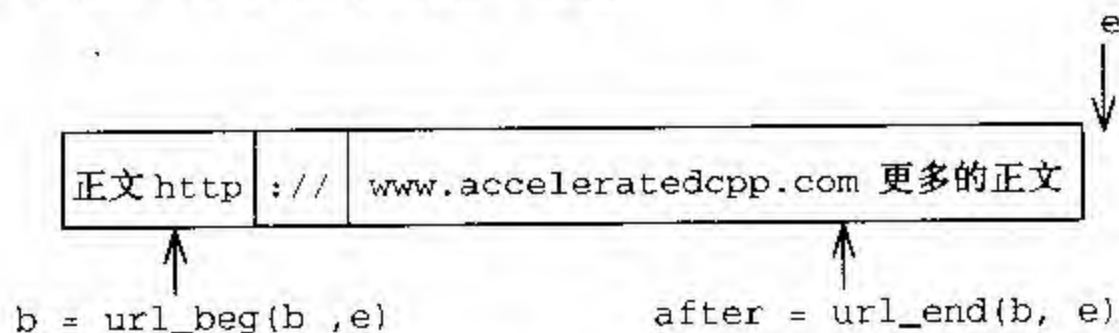 e
正文http :// www.acceleratedcpp.com 更多的正文
b = url_beg(b ,e) after = url_end(b, e)